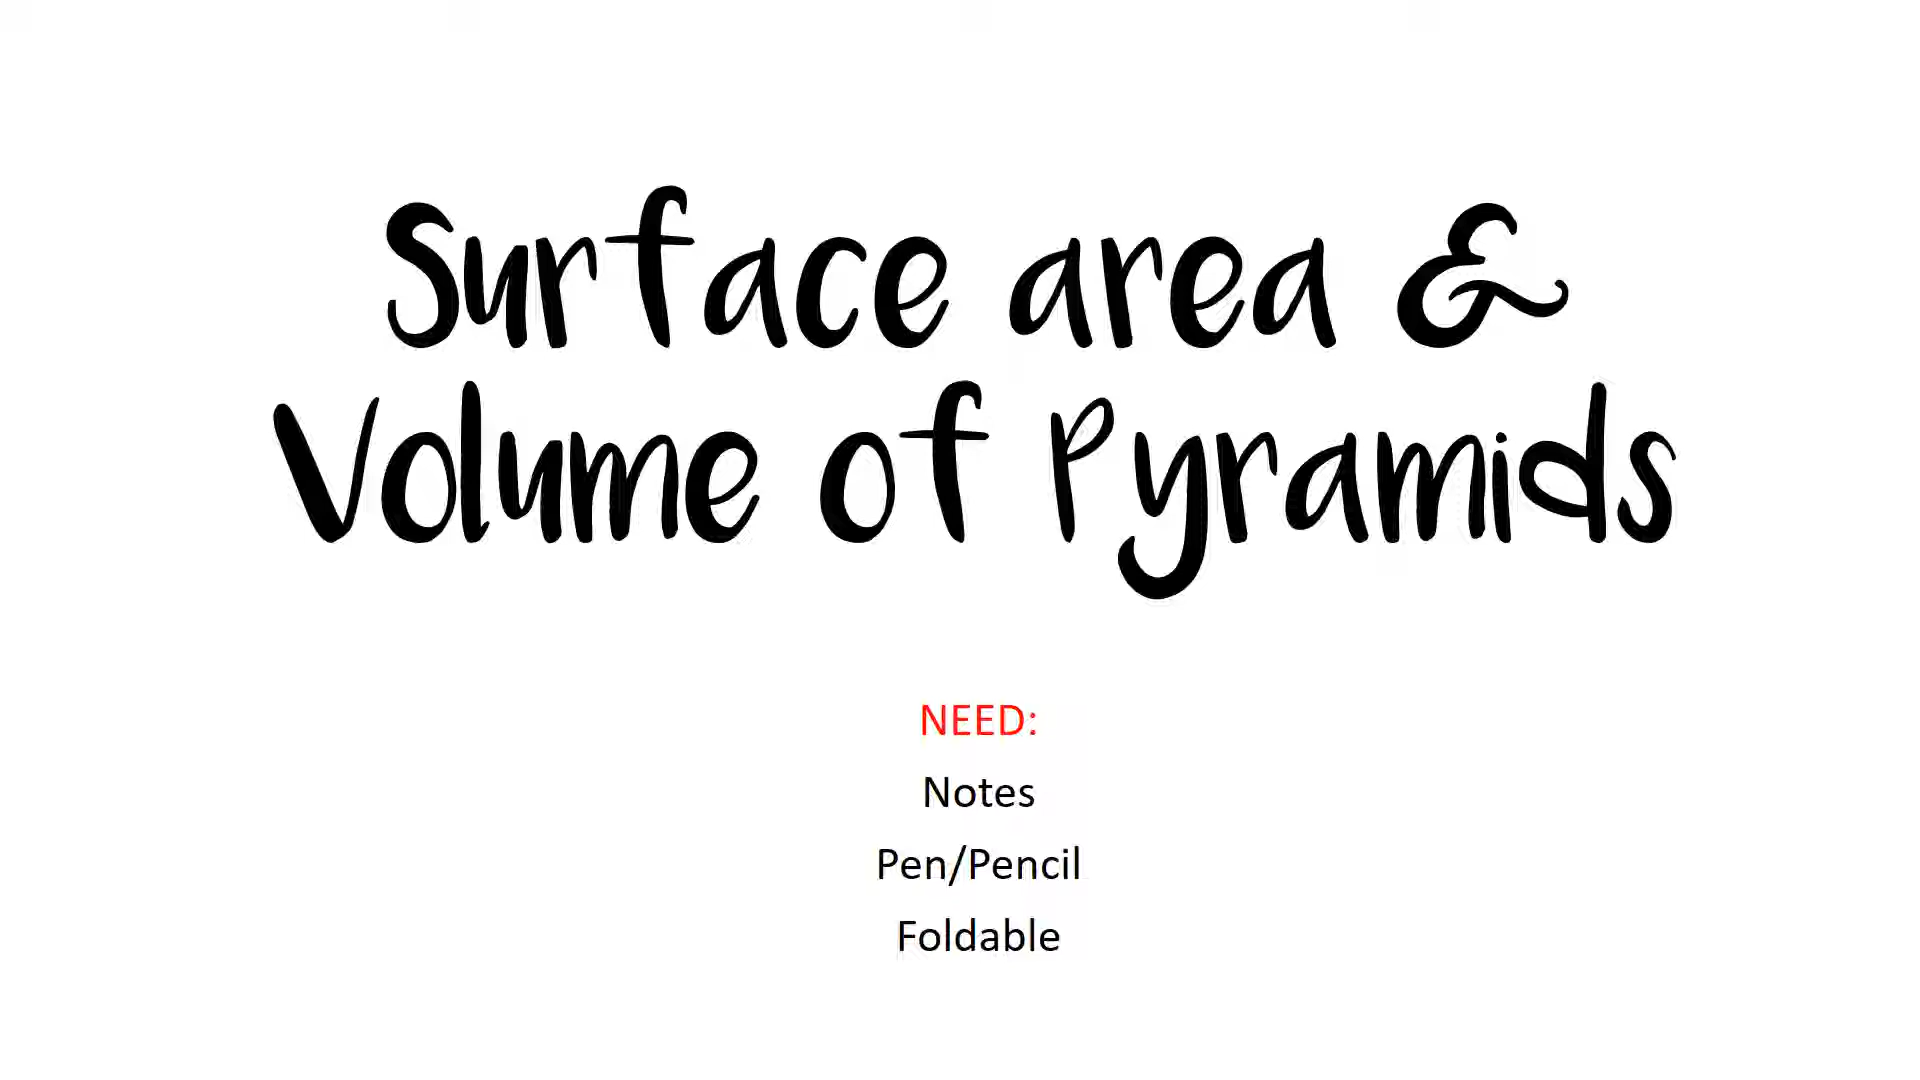 Surface area &
Volume of Pyramids
NEED:
Notes
Pen/Pencil
Foldable